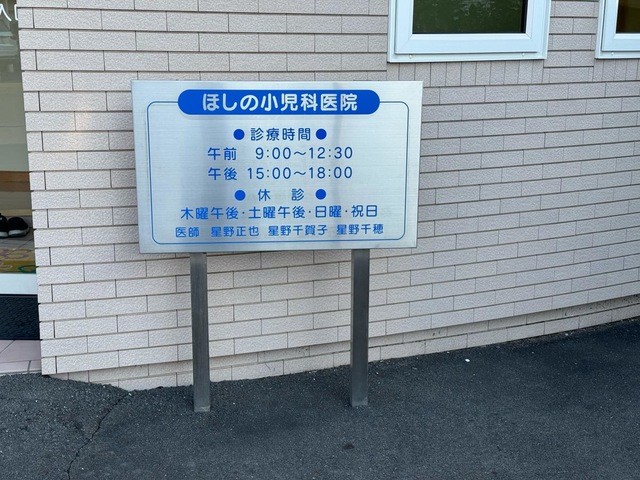 ほしの小児科医院
●診療時間●
午前 9:00～12:30
午後 15:00～18:00
●休 診●
木曜午後・土曜午後・日曜・祝日
医師 星野正也 星野千賀子 星野千穂